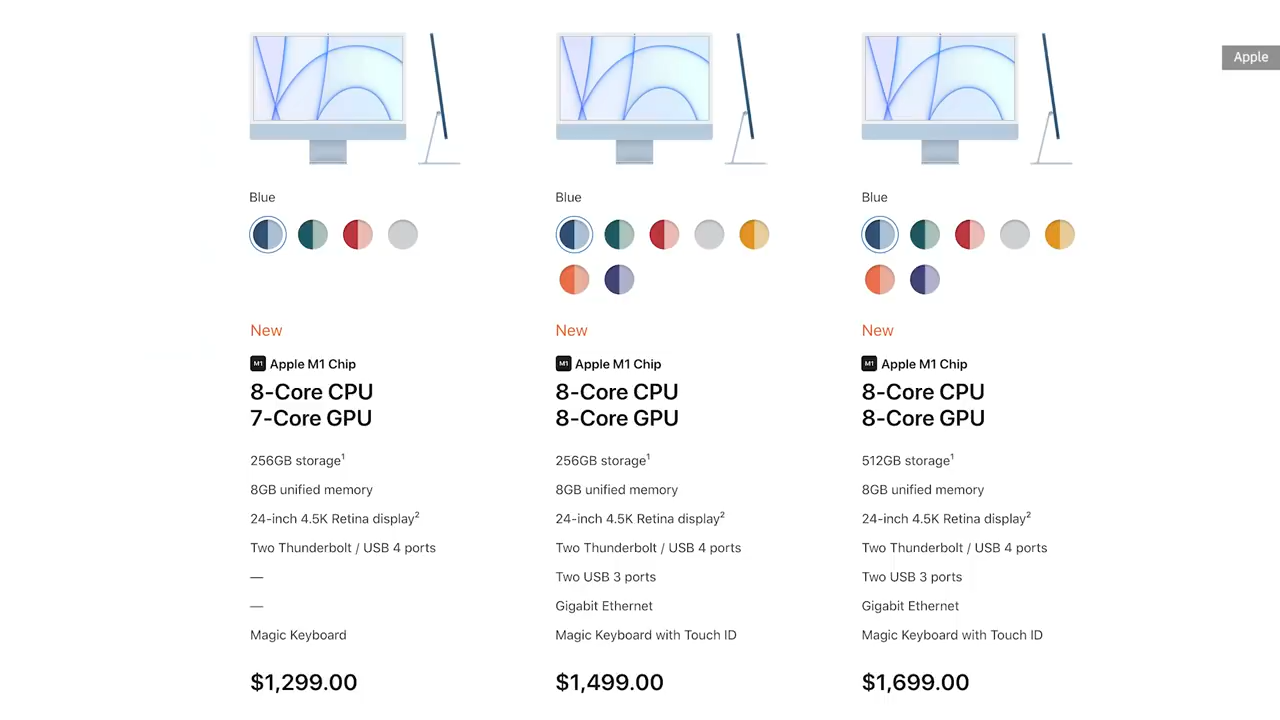 Apple
Blue
New
M1 Apple M1 Chip
8-Core CPU
7-Core GPU
256GB storage¹
8GB unified memory
24-inch 4.5K Retina display²
Two Thunderbolt / USB 4 ports
—
—
Magic Keyboard
$1,299.00
Blue
New
M1 Apple M1 Chip
8-Core CPU
8-Core GPU
256GB storage¹
8GB unified memory
24-inch 4.5K Retina display²
Two Thunderbolt / USB 4 ports
Two USB 3 ports
Gigabit Ethernet
Magic Keyboard with Touch ID
$1,499.00
Blue
New
M1 Apple M1 Chip
8-Core CPU
8-Core GPU
512GB storage¹
8GB unified memory
24-inch 4.5K Retina display²
Two Thunderbolt / USB 4 ports
Two USB 3 ports
Gigabit Ethernet
Magic Keyboard with Touch ID
$1,699.00